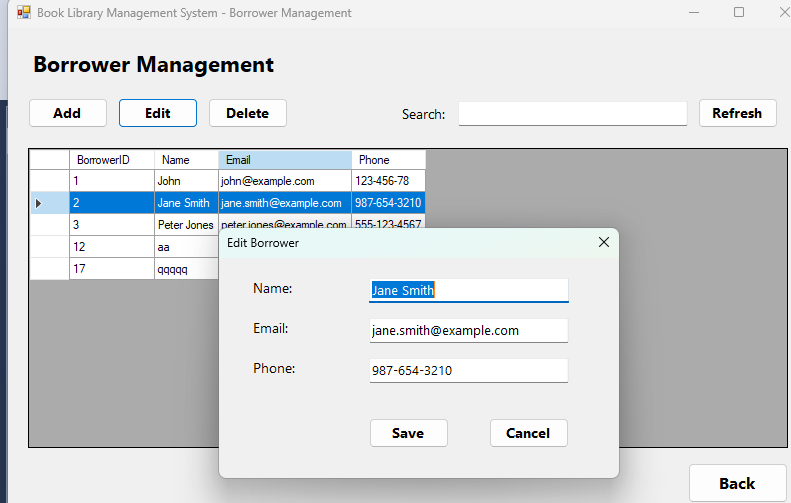 Book Library Management System - Borrower Management
Borrower Management
Add Edit Delete Search: Refresh
BorrowerID Name Email Phone
1 John john@example.com 123-456-78
2 Jane Smith jane.smith@example.com 987-654-3210
3 Peter Jones peter.jones@example.com 555-123-4567
12 aa
17 qqqqq
Edit Borrower
Name: Jane Smith
Email: jane.smith@example.com
Phone: 987-654-3210
Save Cancel
Back